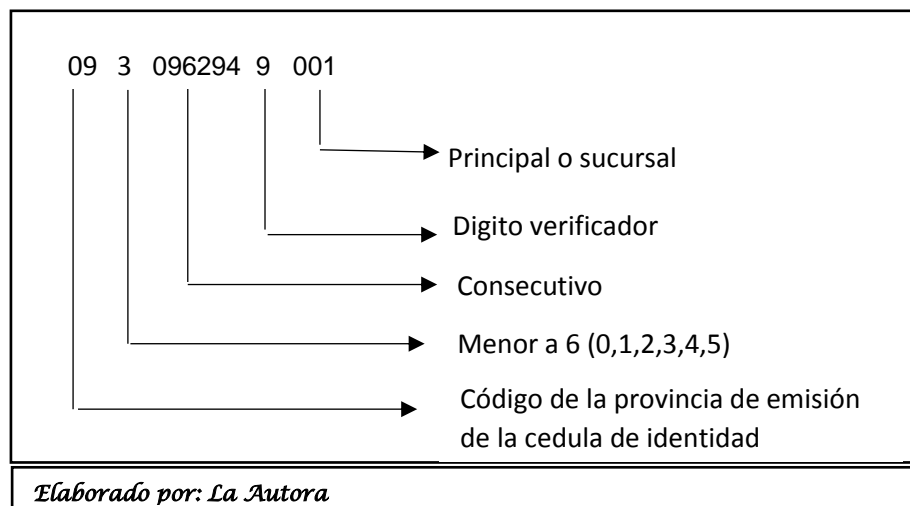 09 3 096294 9 001
Principal o sucursal
Digito verificador
Consecutivo
Menor a 6 (0,1,2,3,4,5)
Código de la provincia de emisión
de la cedula de identidad
Elaborado por: La Autora